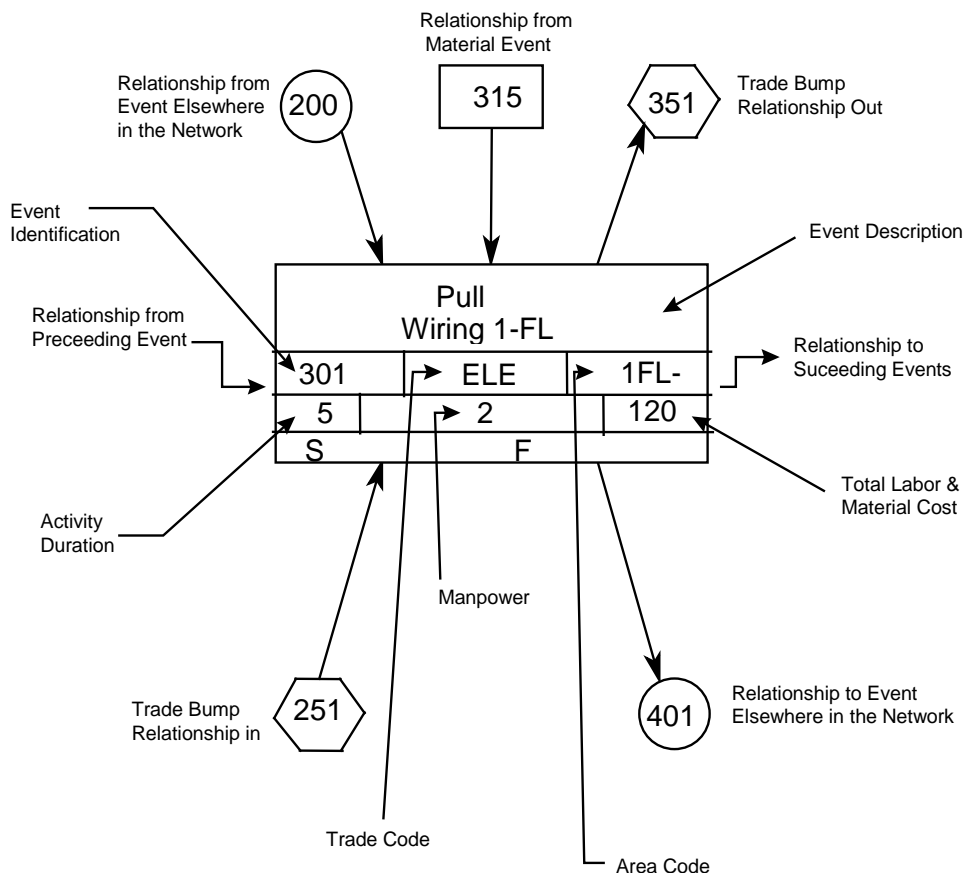 Relationship from
Material Event
Relationship from
Event Elsewhere
in the Network
200
315
351
Trade Bump
Relationship Out
Event
Identification
Event Description
Pull
Wiring 1-FL
Relationship from
Preceeding Event
301
ELE
1FL-
Relationship to
Suceeding Events
5
2
120
S
F
Total Labor &
Material Cost
Activity
Duration
Manpower
Trade Bump
Relationship in
251
401
Relationship to Event
Elsewhere in the Network
Trade Code
Area Code